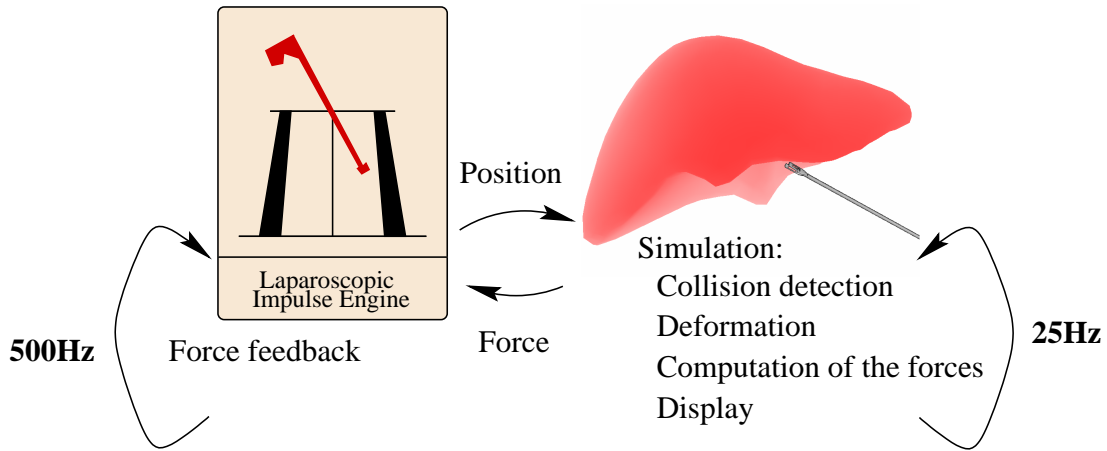 Position
Simulation:
Laparoscopic
Impulse Engine
Collision detection
Deformation
500Hz
Force feedback
Force
25Hz
Computation of the forces
Display